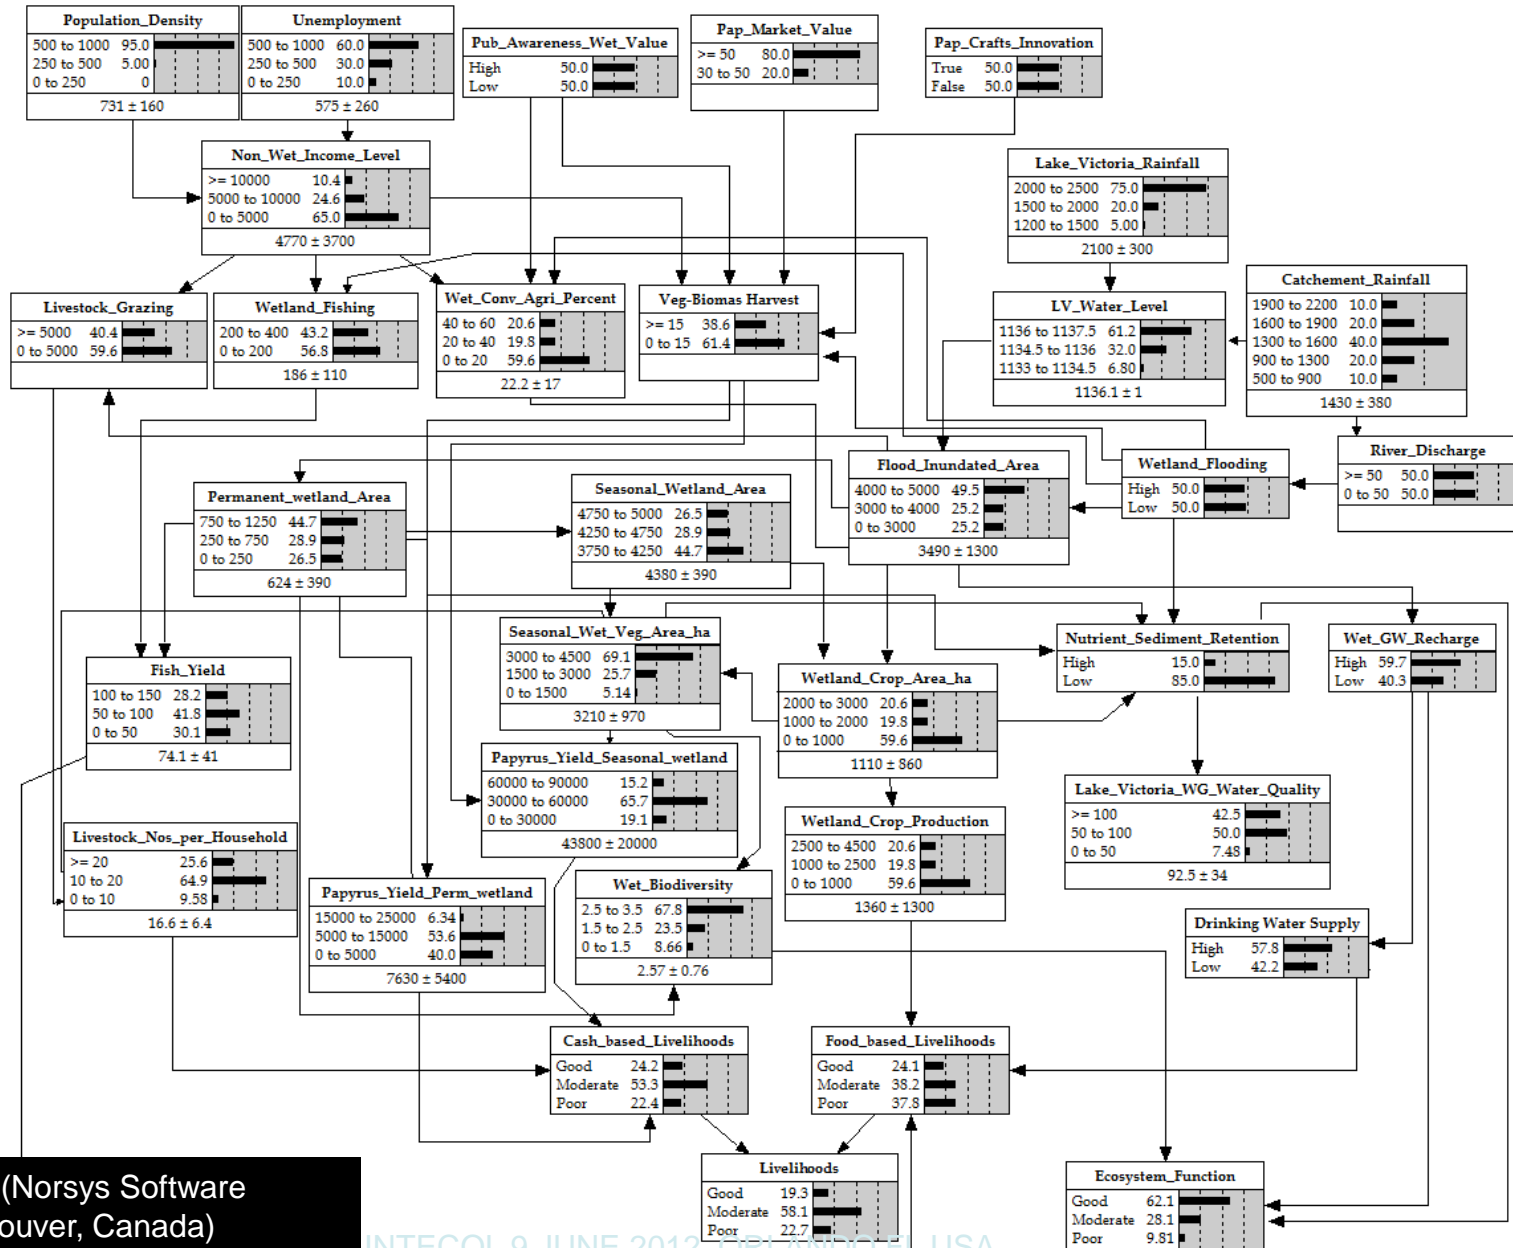 Population_Density
500 to 1000 95.0
250 to 500 5.00
0 to 250 0
731 ± 160
Unemployment
500 to 1000 60.0
250 to 500 30.0
0 to 250 10.0
575 ± 260
Pub_Awareness_Wet_Value
High 50.0
Low 50.0
Pap_Market_Value
>= 50 80.0
30 to 50 20.0
Pap_Crafts_Innovation
True 50.0
False 50.0
Non_Wet_Income_Level
>= 10000 10.4
5000 to 10000 24.6
0 to 5000 65.0
4770 ± 3700
Lake_Victoria_Rainfall
2000 to 2500 75.0
1500 to 2000 20.0
1200 to 1500 5.00
2100 ± 300
Livestock_Grazing
>= 5000 40.4
0 to 5000 59.6
Wetland_Fishing
200 to 400 43.2
0 to 200 56.8
186 ± 110
Wet_Conv_Agri_Percent
40 to 60 20.6
20 to 40 19.8
0 to 20 59.6
22.2 ± 17
Veg-Biomas Harvest
>= 15 38.6
0 to 15 61.4
LV_Water_Level
1136 to 1137.5 61.2
1134.5 to 1136 32.0
1133 to 1134.5 6.80
1136.1 ± 1
Catchement_Rainfall
1900 to 2200 10.0
1600 to 1900 20.0
1300 to 1600 40.0
900 to 1300 20.0
500 to 900 10.0
1430 ± 380
Permanent_wetland_Area
750 to 1250 44.7
250 to 750 28.9
0 to 250 26.5
624 ± 390
Seasonal_Wetland_Area
4750 to 5000 26.5
4250 to 4750 28.9
3750 to 4250 44.7
4380 ± 390
Flood_Inundated_Area
4000 to 5000 49.5
3000 to 4000 25.2
0 to 3000 25.2
3490 ± 1300
Wetland_Flooding
High 50.0
Low 50.0
River_Discharge
>= 50 50.0
0 to 50 50.0
Fish_Yield
100 to 150 28.2
50 to 100 41.8
0 to 50 30.1
74.1 ± 41
Seasonal_Wet_Veg_Area_ha
3000 to 4500 69.1
1500 to 3000 25.7
0 to 1500 5.14
3210 ± 970
Wetland_Crop_Area_ha
2000 to 3000 20.6
1000 to 2000 19.8
0 to 1000 59.6
1110 ± 860
Nutrient_Sediment_Retention
High 15.0
Low 85.0
Wet_GW_Recharge
High 59.7
Low 40.3
Papyrus_Yield_Seasonal_wetland
60000 to 90000 15.2
30000 to 60000 65.7
0 to 30000 19.1
43800 ± 20000
Lake_Victoria_WG_Water_Quality
>= 100 42.5
50 to 100 50.0
0 to 50 7.48
92.5 ± 34
Livestock_Nos_per_Household
>= 20 25.6
10 to 20 64.9
0 to 10 9.58
16.6 ± 6.4
Wetland_Crop_Production
2500 to 4500 20.6
1000 to 2500 19.8
0 to 1000 59.6
1360 ± 1300
Papyrus_Yield_Perm_wetland
15000 to 25000 6.34
5000 to 15000 53.6
0 to 5000 40.0
7630 ± 5400
Wet_Biodiversity
2.5 to 3.5 67.8
1.5 to 2.5 23.5
0 to 1.5 8.66
2.57 ± 0.76
Drinking Water Supply
High 57.8
Low 42.2
Cash_based_Livelihoods
Good 24.2
Moderate 53.3
Poor 22.4
Food_based_Livelihoods
Good 24.1
Moderate 38.2
Poor 37.8
Livelihoods
Good 19.3
Moderate 58.1
Poor 22.7
Ecosystem_Function
Good 62.1
Moderate 28.1
Poor 9.81
(Norsys Software
ouver, Canada)
INTECOL 9, JUNE 2012, ORLANDO FL USA